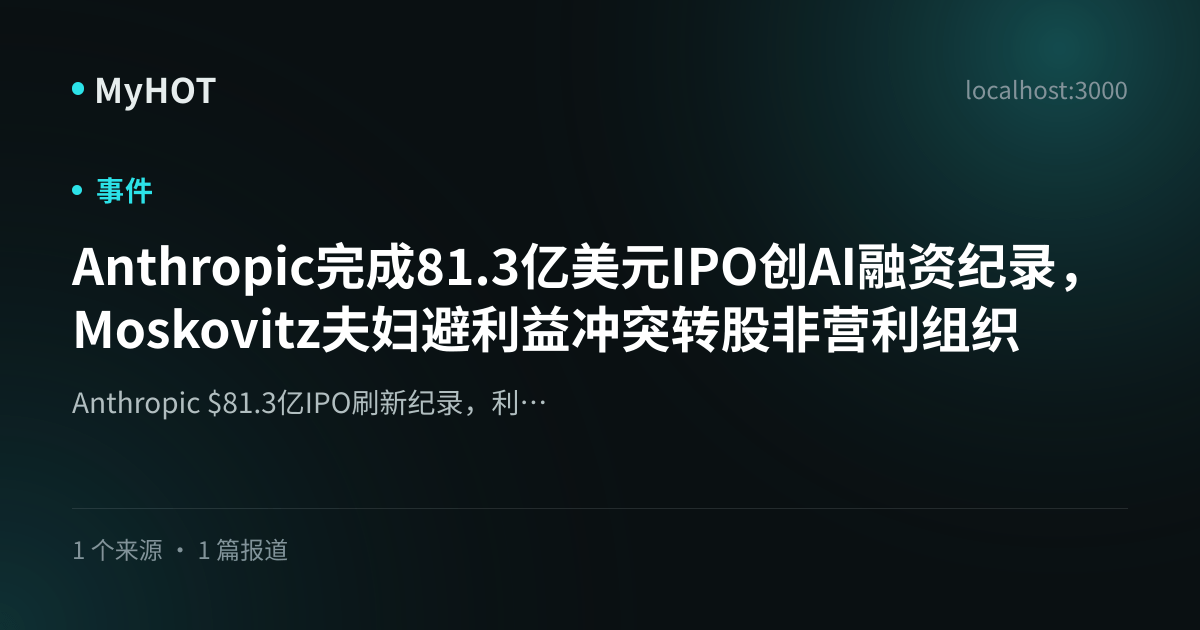 MyHOT
localhost:3000
事件
Anthropic完成81.3亿美元IPO创AI融资纪录，
Moskovitz夫妇避利益冲突转股非营利组织
Anthropic $81.3亿IPO刷新纪录，利…
1 个来源 · 1 篇报道